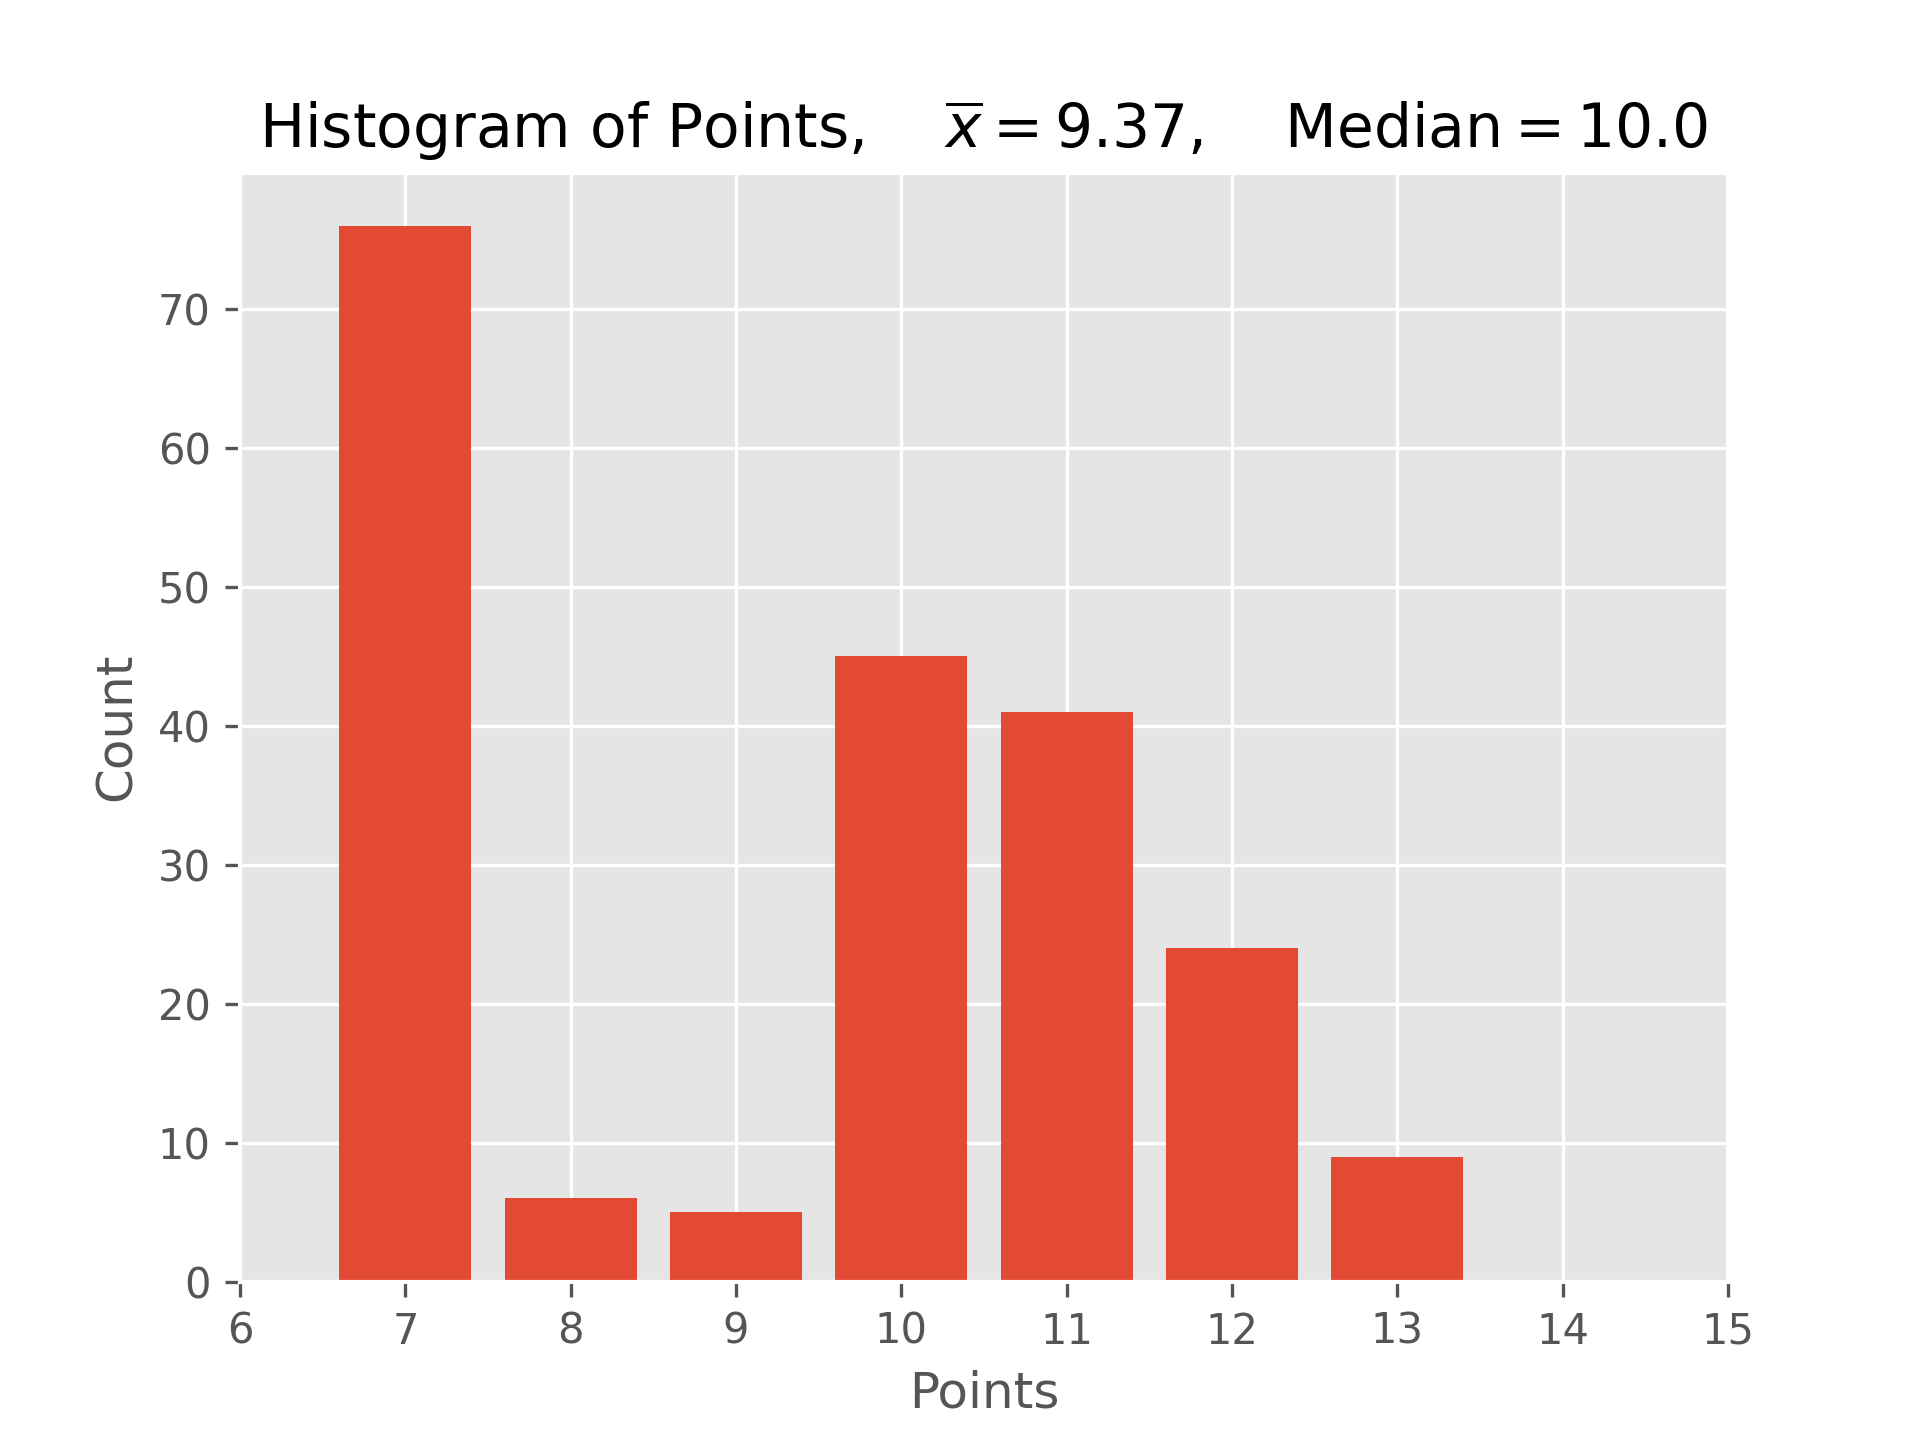 Histogram of Points, x̅ = 9.37, Median = 10.0
70
60
50
40
30
20
10
0
Count
6 7 8 9 10 11 12 13 14 15
Points